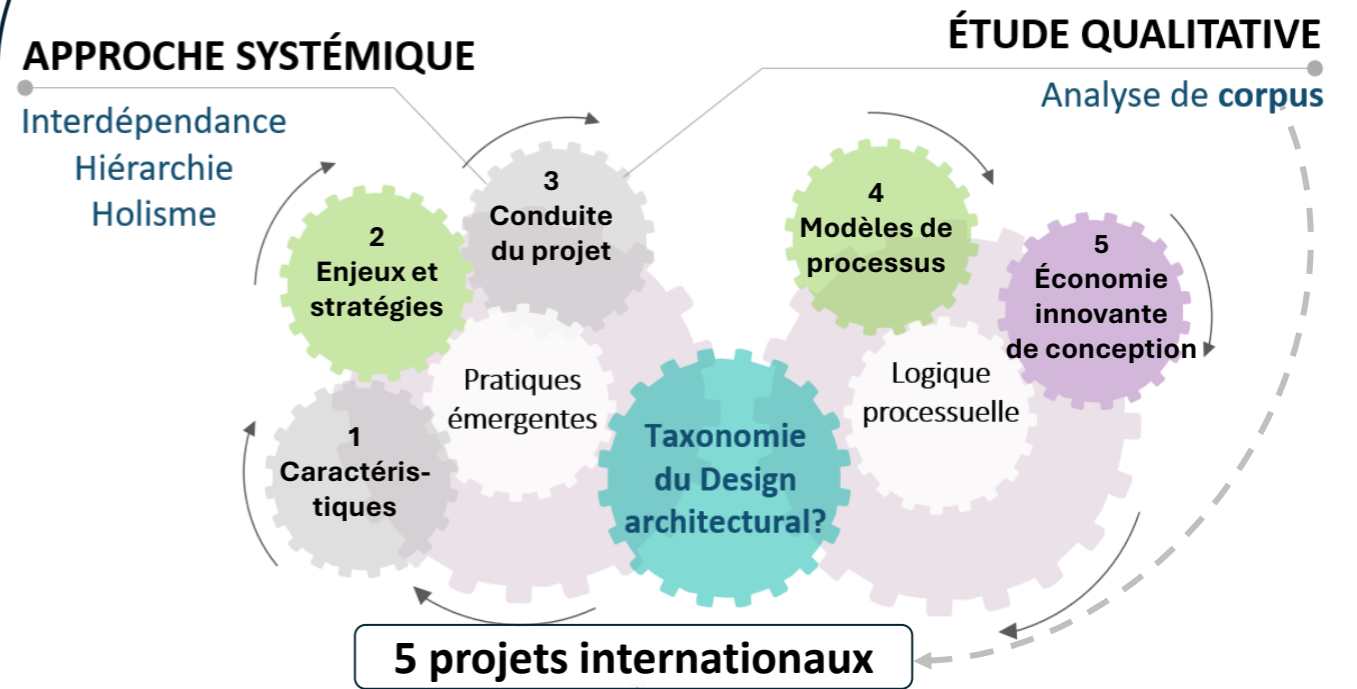 APPROCHE SYSTÉMIQUE
Interdépendance
Hiérarchie
Holisme
ÉTUDE QUALITATIVE
Analyse de corpus
1
Caractéris-
tiques
2
Enjeux et
stratégies
3
Conduite
du projet
Pratiques
émergentes
Taxonomie
du Design
architectural?
4
Modèles de
processus
5
Économie
innovante
de conception
Logique
processuelle
5 projets internationaux